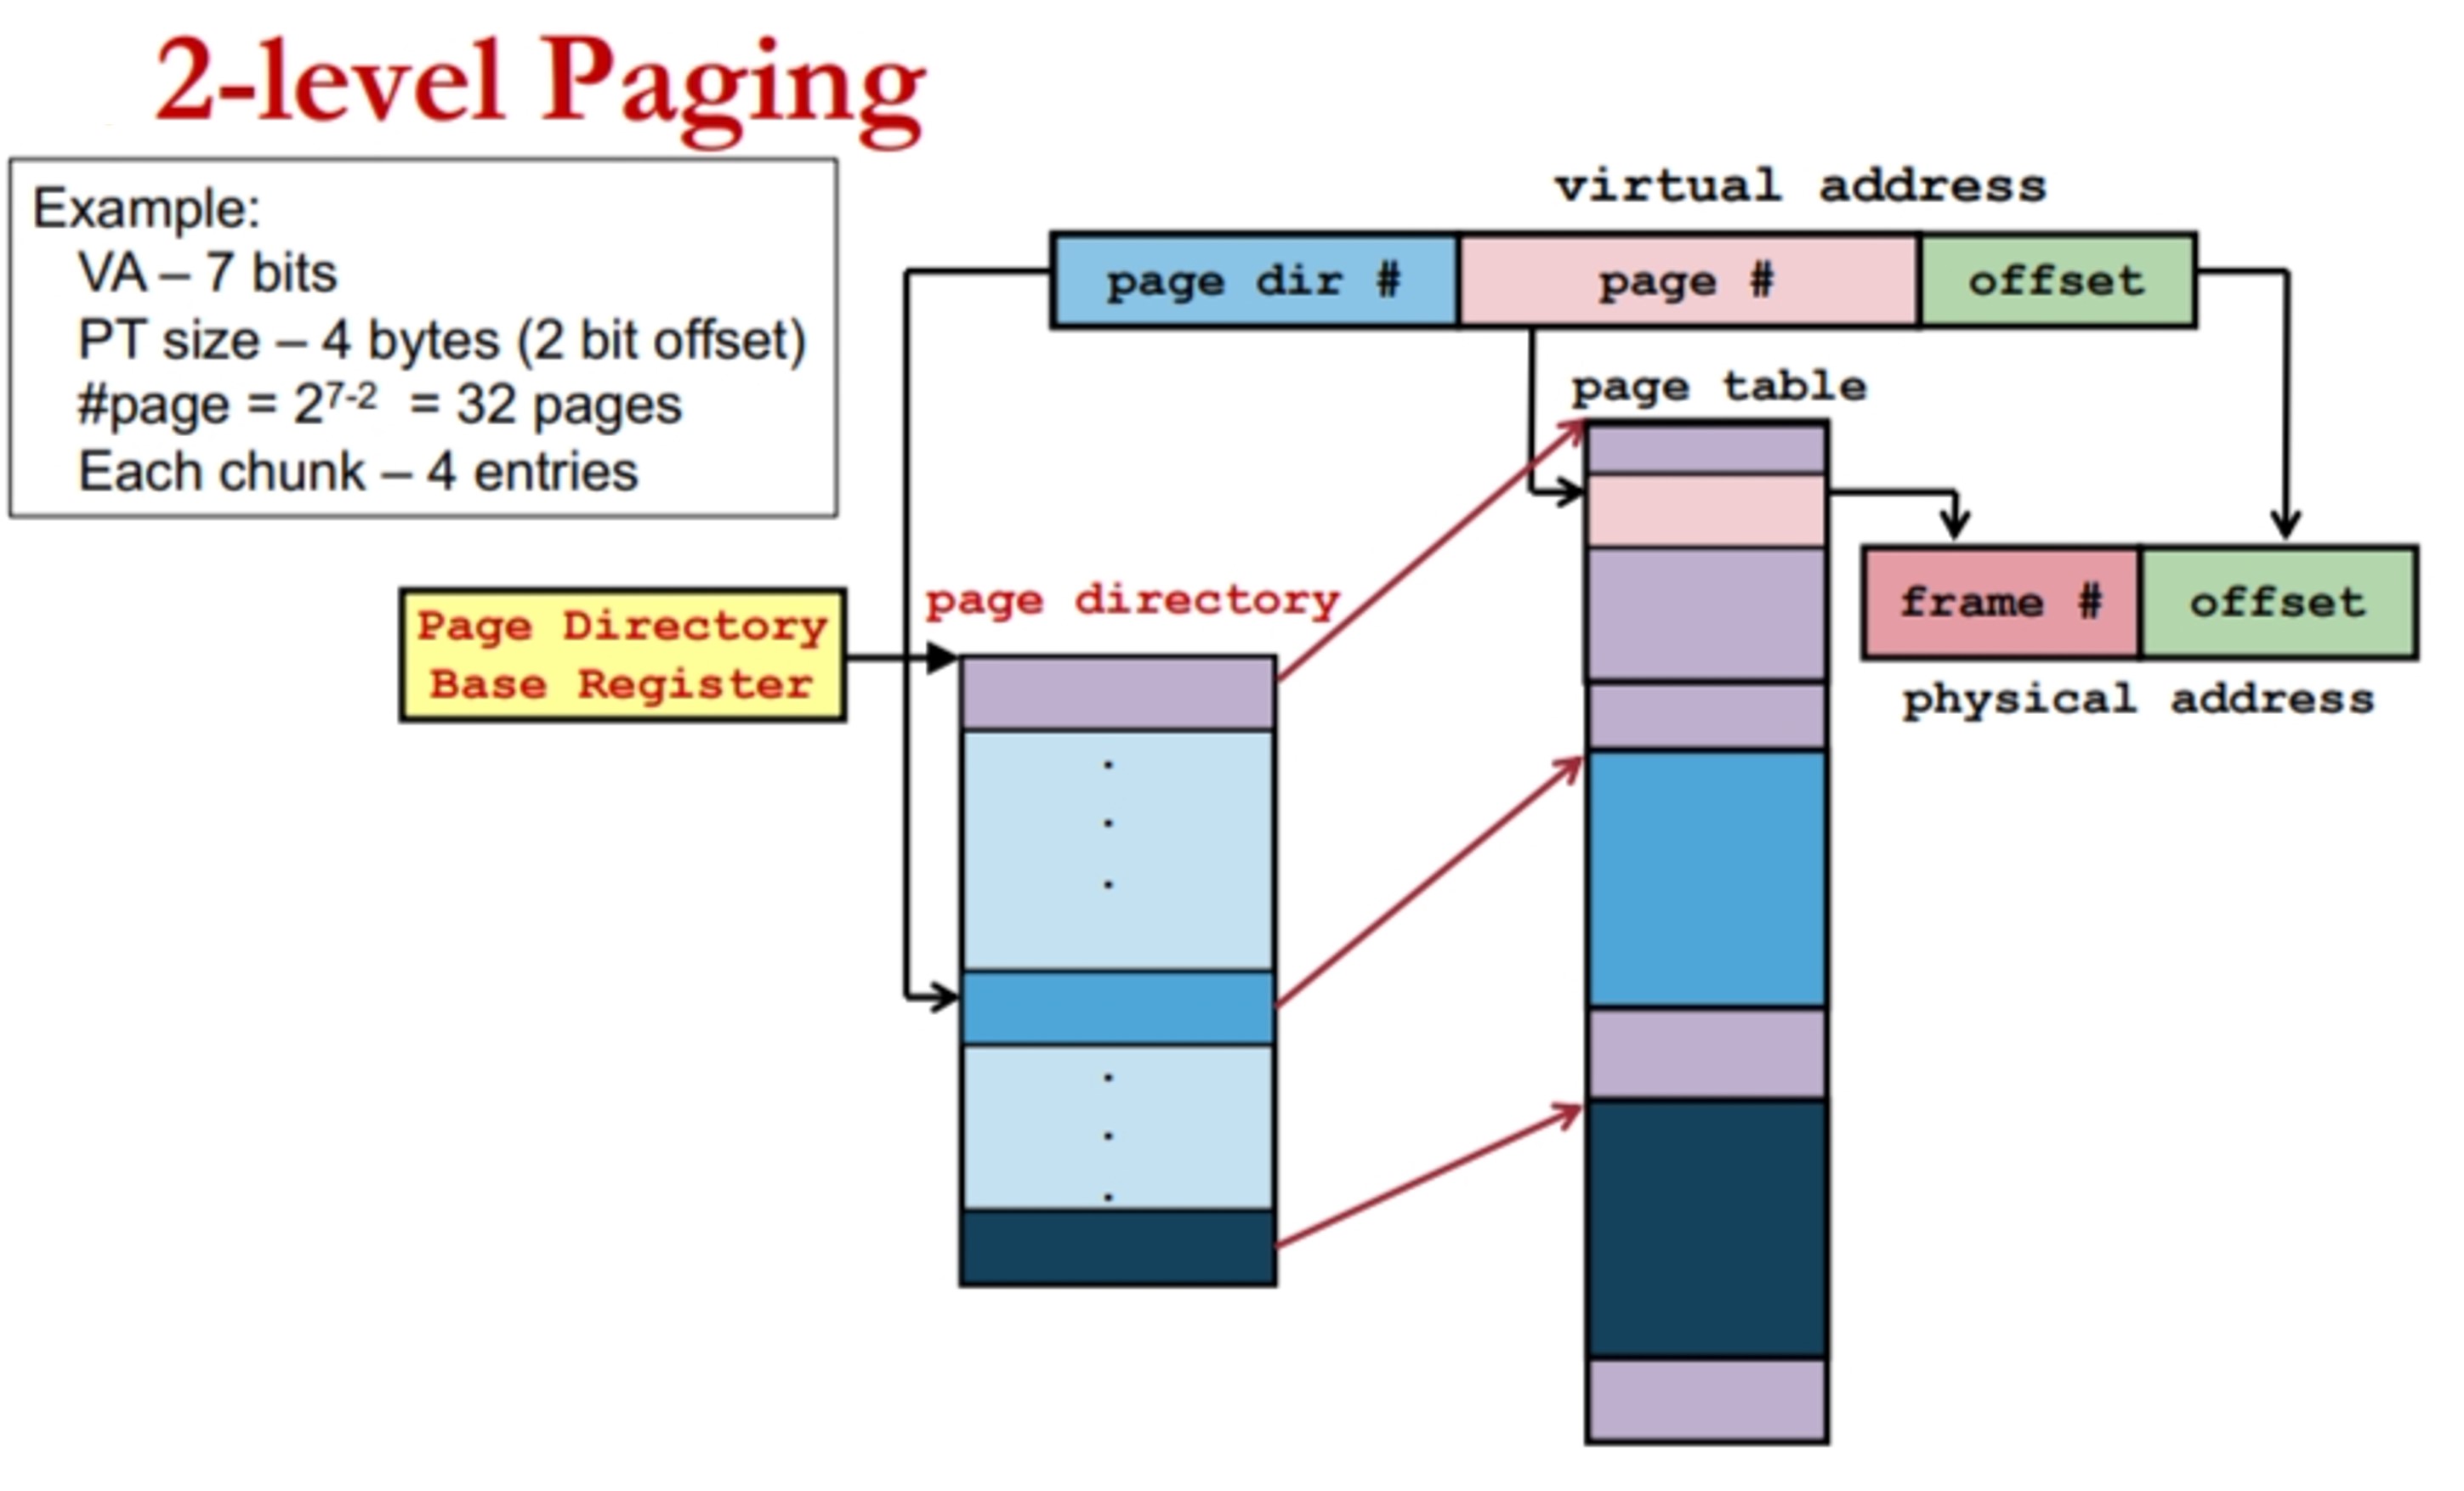 2-level Paging
Example:
VA – 7 bits
PT size – 4 bytes (2 bit offset)
#page = 2⁷⁻² = 32 pages
Each chunk – 4 entries
virtual address
page dir #
page #
offset
page table
frame #
offset
physical address
Page Directory
Base Register
page directory